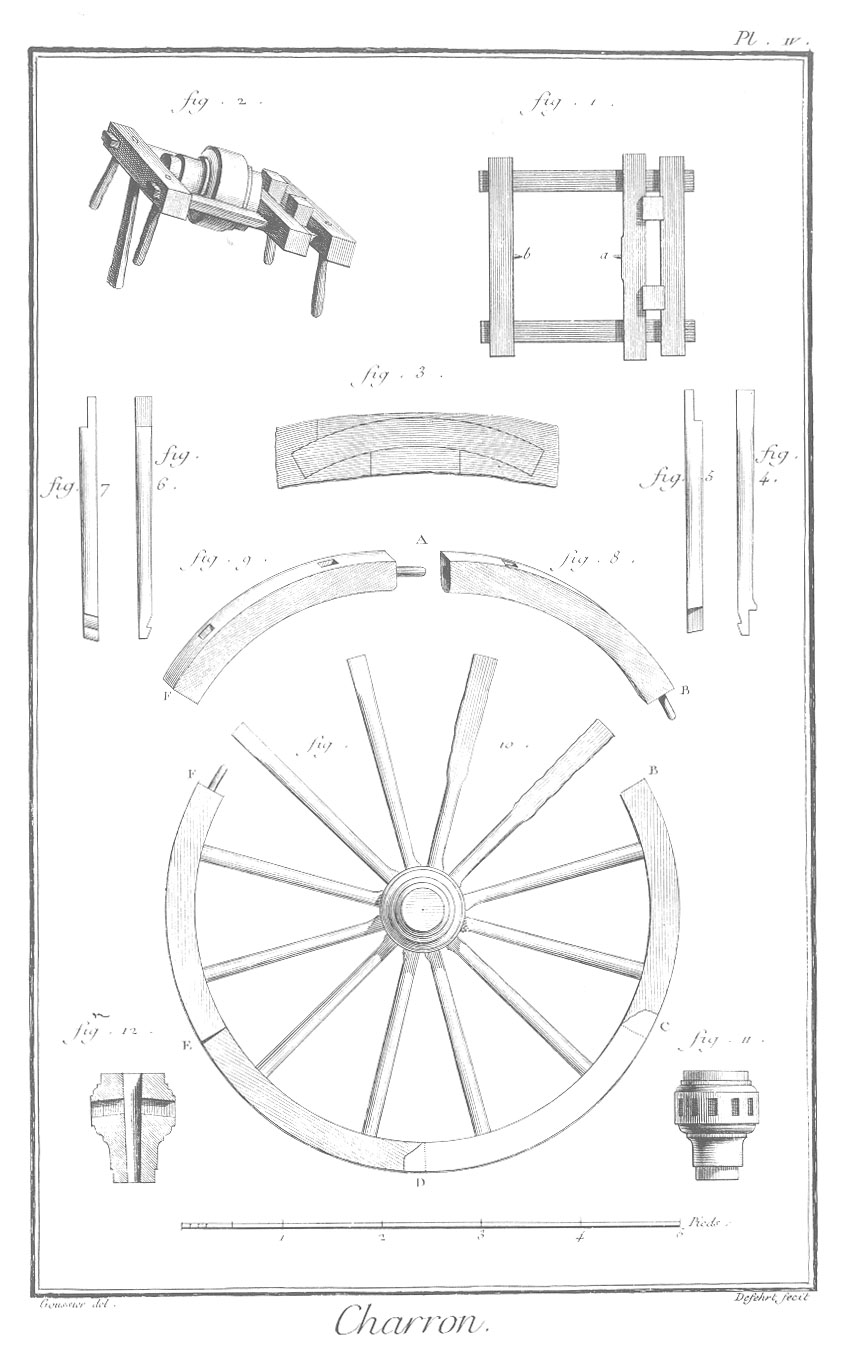 Pl. IV.
fig. 2.
fig. 1.
b
a
fig. 3.
fig. 7
fig. 6.
fig. 5
fig. 4.
A
fig. 9.
fig. 8.
F
B
fig. 10.
F
B
E
C
fig. 12.
fig. 11.
D
1 2 3 4 5 Pieds.
Goussier del.
Defehrt fecit
Charron.